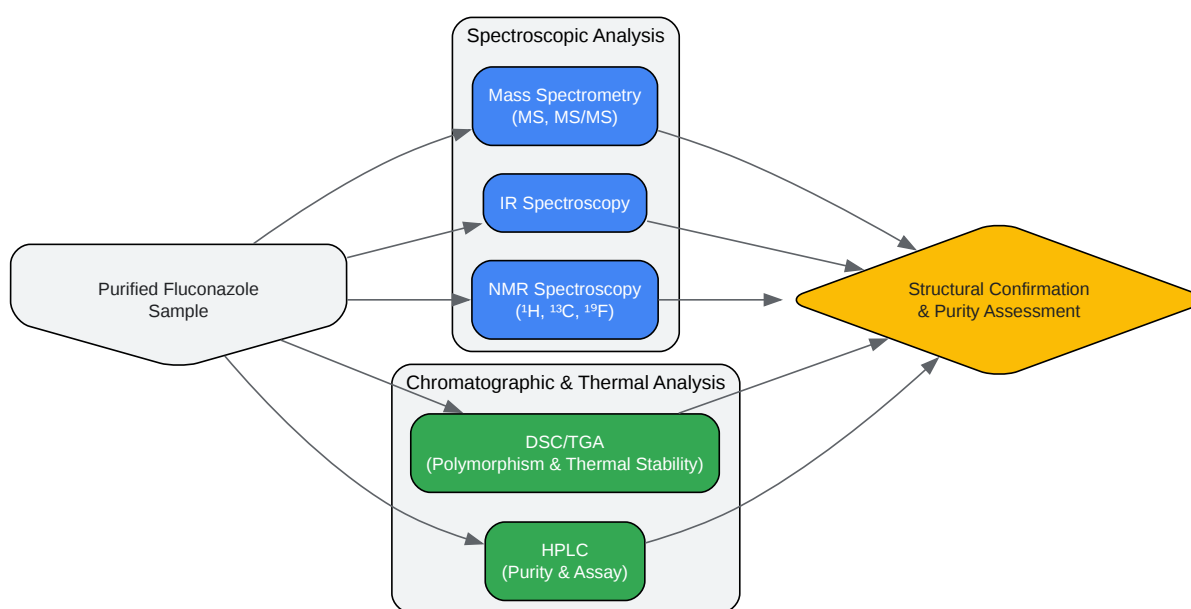 Spectroscopic Analysis
Mass Spectrometry
(MS, MS/MS)
IR Spectroscopy
NMR Spectroscopy
(¹H, ¹³C, ¹⁹F)
Purified Fluconazole
Sample
Structural Confirmation
& Purity Assessment
Chromatographic & Thermal Analysis
DSC/TGA
(Polymorphism & Thermal Stability)
HPLC
(Purity & Assay)